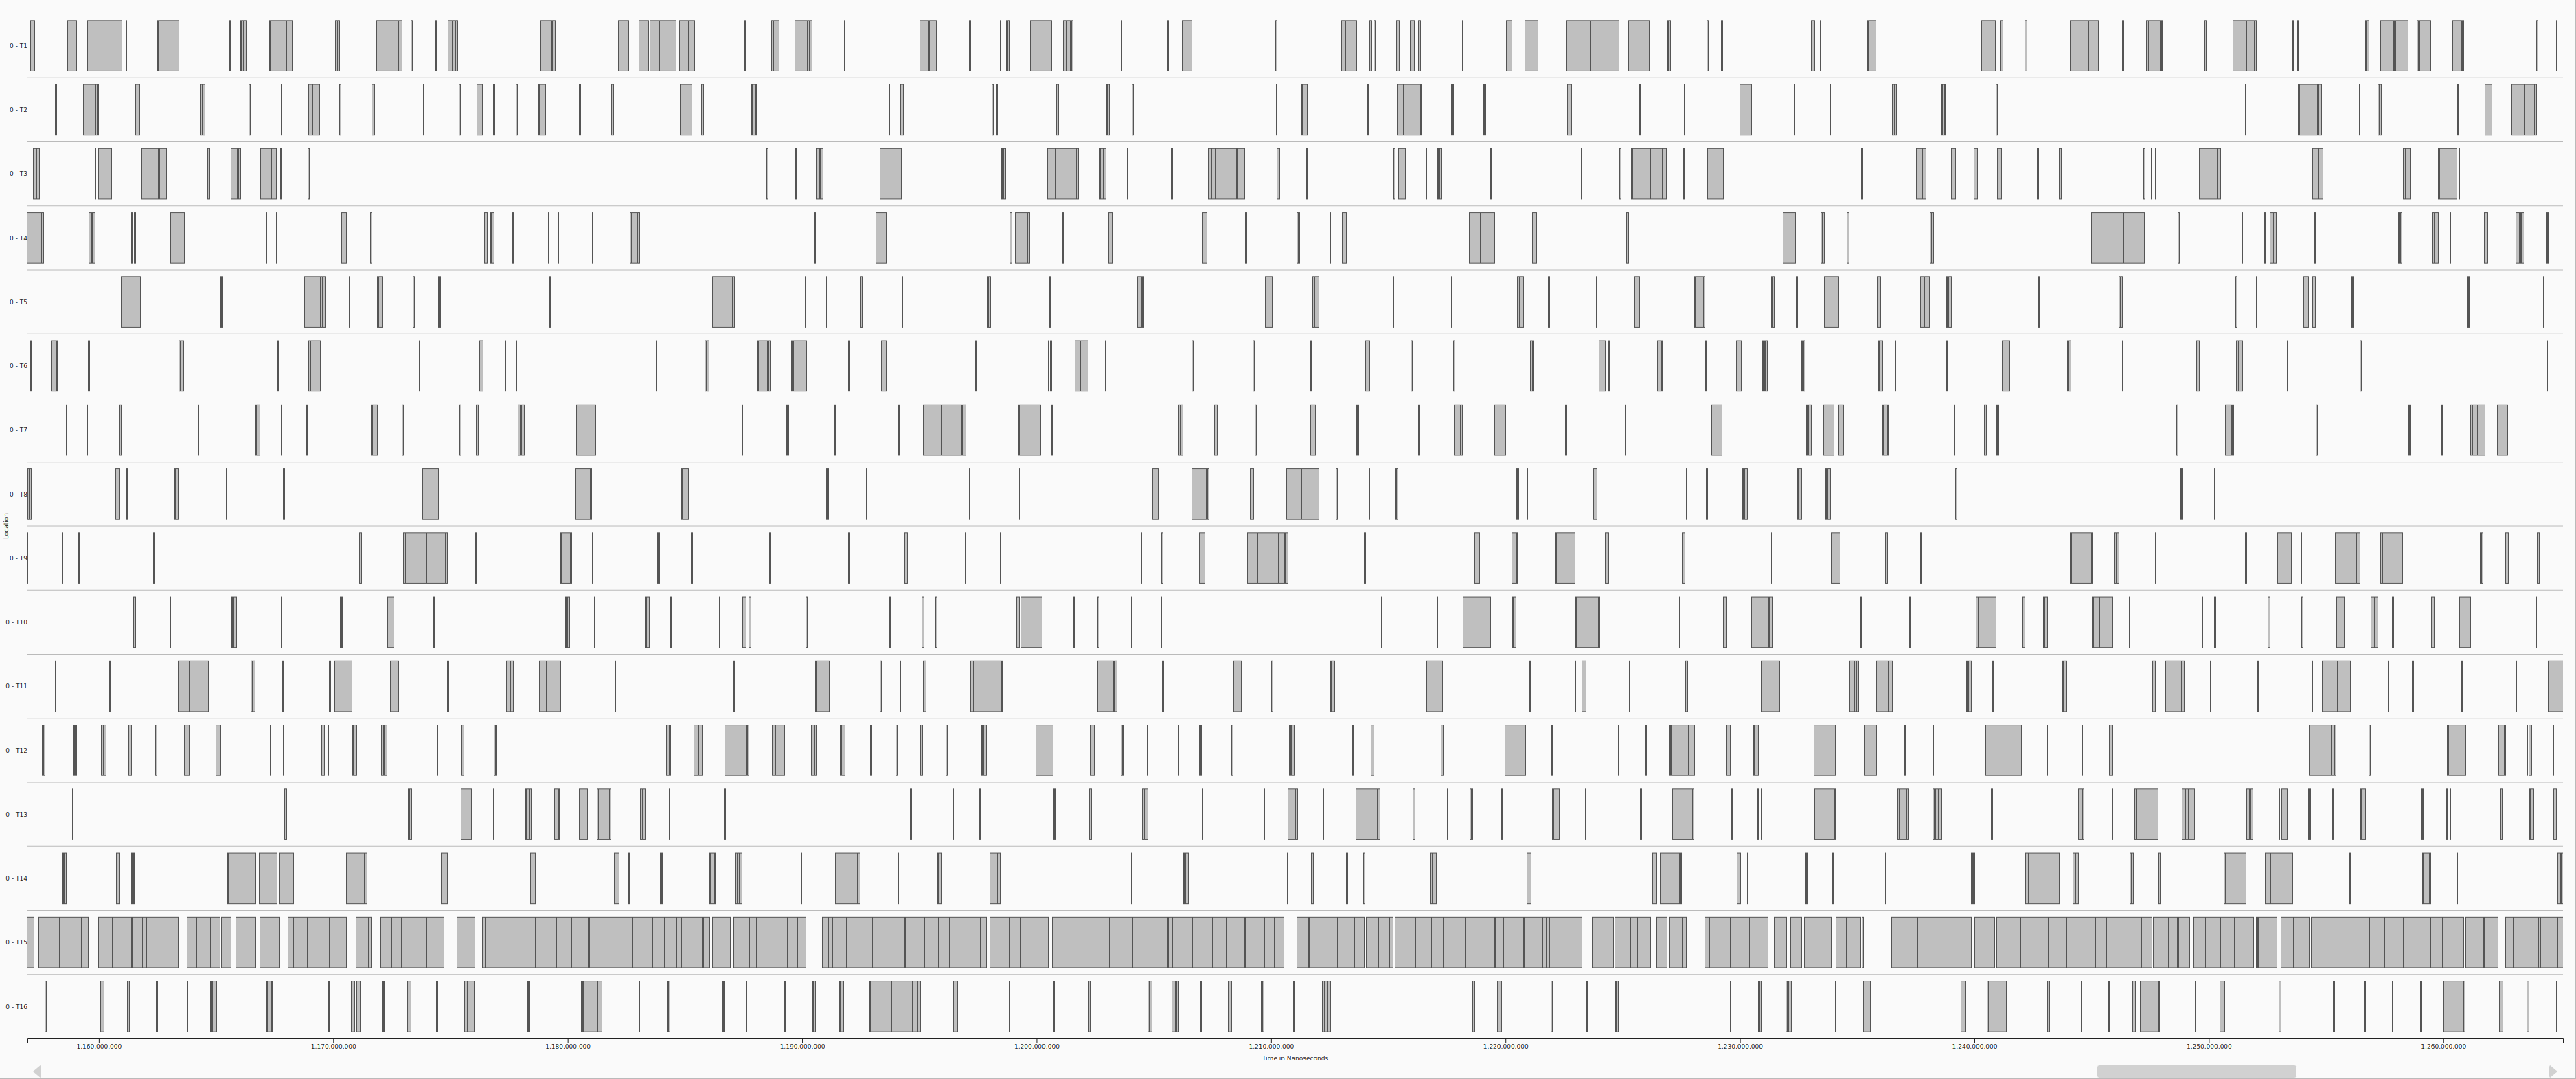 0 - T1
0 - T2
0 - T3
0 - T4
0 - T5
0 - T6
0 - T7
0 - T8
Location
0 - T9
0 - T10
0 - T11
0 - T12
0 - T13
0 - T14
0 - T15
0 - T16
1,160,000,000 1,170,000,000 1,180,000,000 1,190,000,000 1,200,000,000 1,210,000,000 1,220,000,000 1,230,000,000 1,240,000,000 1,250,000,000 1,260,000,000
Time in Nanoseconds